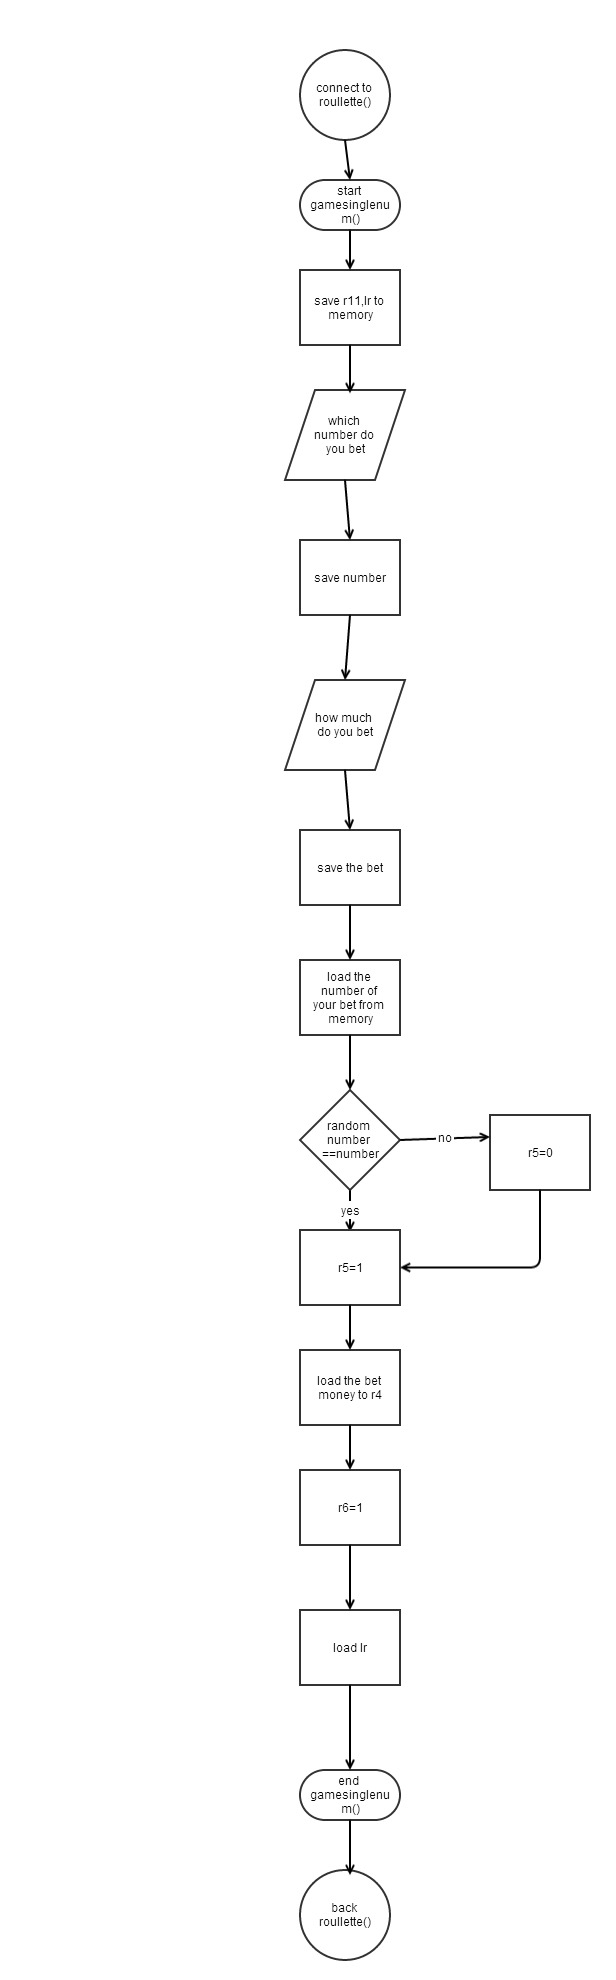 connect to
roullette()
start
gamesinglenu
m()
save r11,lr to
memory
which
number do
you bet
save number
how much
do you bet
save the bet
load the
number of
your bet from
memory
random
number
==number
no
r5=0
yes
r5=1
load the bet
money to r4
r6=1
load lr
end
gamesinglenu
m()
back
roullette()